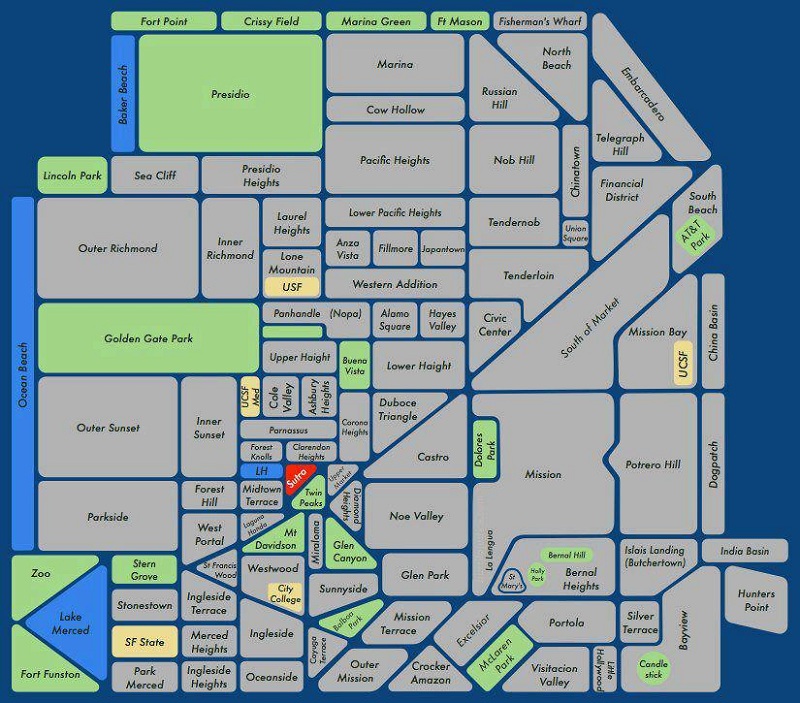 Fort Point
Crissy Field
Marina Green
Ft Mason
Fisherman's Wharf
Embarcadero
Baker Beach
Presidio
Marina
Cow Hollow
Russian
Hill
North
Beach
Telegraph
Hill
Lincoln Park
Sea Cliff
Presidio
Heights
Pacific Heights
Nob Hill
Chinatown
Financial
District
South
Beach
AT&T
Park
Ocean Beach
Outer Richmond
Inner
Richmond
Laurel
Heights
Lone
Mountain
USF
Lower Pacific Heights
Anza
Vista
Fillmore
Japantown
Western Addition
Tendernob
Union
Square
Tenderloin
South of Market
Golden Gate Park
Panhandle (Nopa)
Alamo
Square
Hayes
Valley
Civic
Center
Mission Bay
UCSF
China Basin
Upper Haight
Buena
Vista
Lower Haight
Outer Sunset
Inner
Sunset
UCSF
Med
Cole
Valley
Ashbury
Heights
Parnassus
Corona
Heights
Duboce
Triangle
Castro
Dolores
Park
Mission
Potrero Hill
Dogpatch
Forest
Knolls
Clarendon
Heights
LH
Sutro
Upper
Market
Parkside
Forest
Hill
Midtown
Terrace
Twin
Peaks
Diamond
Heights
Noe Valley
West
Portal
Laguna
Honda
Mt
Davidson
Miraloma
Glen
Canyon
La Lengua
Zoo
Stern
Grove
St Francis
Wood
Westwood
City
College
Sunnyside
Glen Park
St
Mary's
Holly
Park
Bernal Hill
Bernal
Heights
Islais Landing
(Butchertown)
India Basin
Hunters
Point
Lake
Merced
Stonestown
Ingleside
Terrace
Ingleside
Balboa
Park
Mission
Terrace
Excelsior
Portola
Silver
Terrace
Bayview
SF State
Merced
Heights
Cayuga
Terrace
Outer
Mission
Crocker
Amazon
McLaren
Park
Visitacion
Valley
Little
Hollywood
Candle
stick
Fort Funston
Park
Merced
Ingleside
Heights
Oceanside